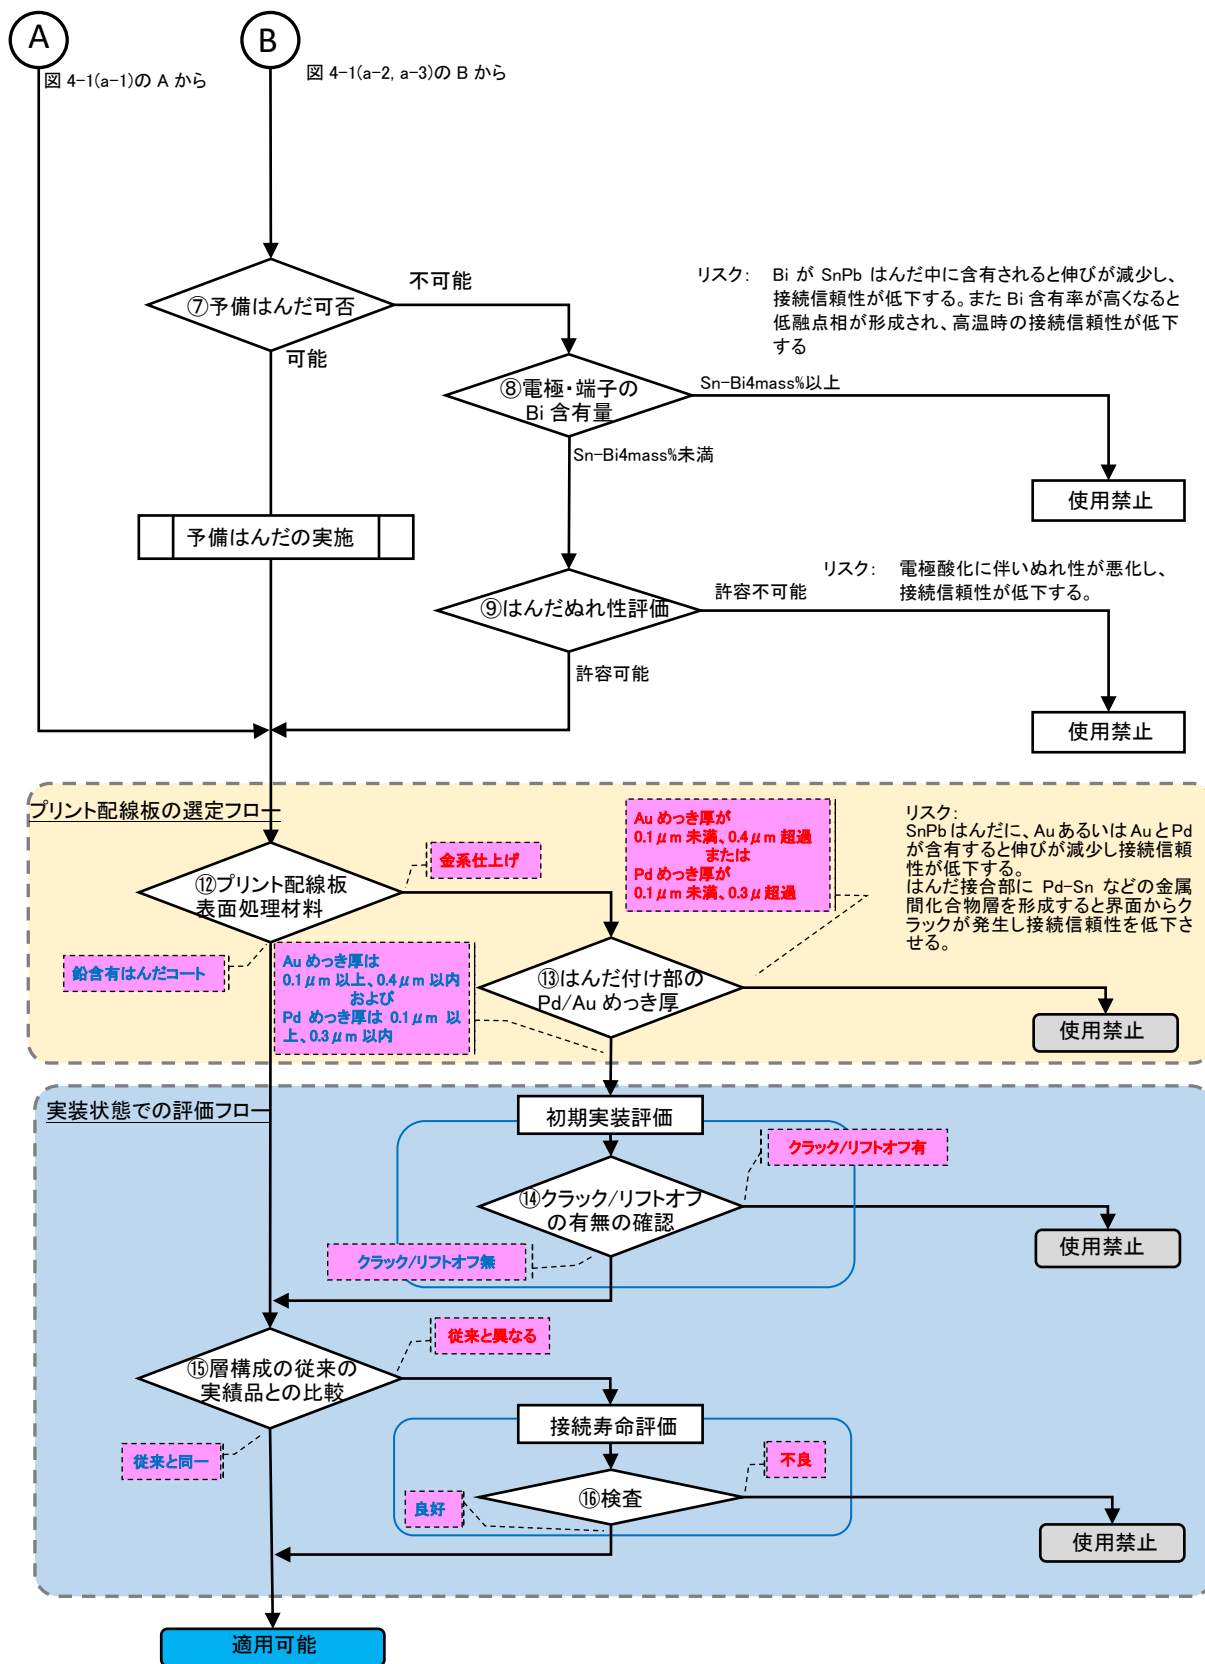 A
B
図 4-1(a-1)の A から
図 4-1(a-2, a-3)の B から
⑦予備はんだ可否
不可能
可能
リスク: Bi が SnPb はんだ中に含有されると伸びが減少し、
接続信頼性が低下する。また Bi 含有率が高くなると
低融点相が形成され、高温時の接続信頼性が低下
する
⑧電極・端子の
Bi 含有量
Sn-Bi4mass%以上
Sn-Bi4mass%未満
使用禁止
予備はんだの実施
リスク: 電極酸化に伴いぬれ性が悪化し、
接続信頼性が低下する。
⑨はんだぬれ性評価
許容不可能
許容可能
使用禁止
プリント配線板の選定フロー
金系仕上げ
Au めっき厚が
0.1μm 未満、0.4μm 超過
または
Pd めっき厚が
0.1μm 未満、0.3μ超過
リスク:
SnPb はんだに、Au あるいは Au と Pd
が含有すると伸びが減少し接続信頼
性が低下する。
はんだ接合部に Pd-Sn などの金属
間化合物層を形成すると界面からク
ラックが発生し接続信頼性を低下さ
せる。
⑫プリント配線板
表面処理材料
鉛含有はんだコート
Au めっき厚は
0.1μm 以上、0.4μm 以内
および
Pd めっき厚は 0.1μm 以
上、0.3μm 以内
⑬はんだ付け部の
Pd/Au めっき厚
使用禁止
実装状態での評価フロー
初期実装評価
クラック/リフトオフ有
⑭クラック/リフトオフ
の有無の確認
クラック/リフトオフ無
使用禁止
従来と異なる
⑮層構成の従来の
実績品との比較
従来と同一
接続寿命評価
不良
⑯検査
良好
使用禁止
適用可能